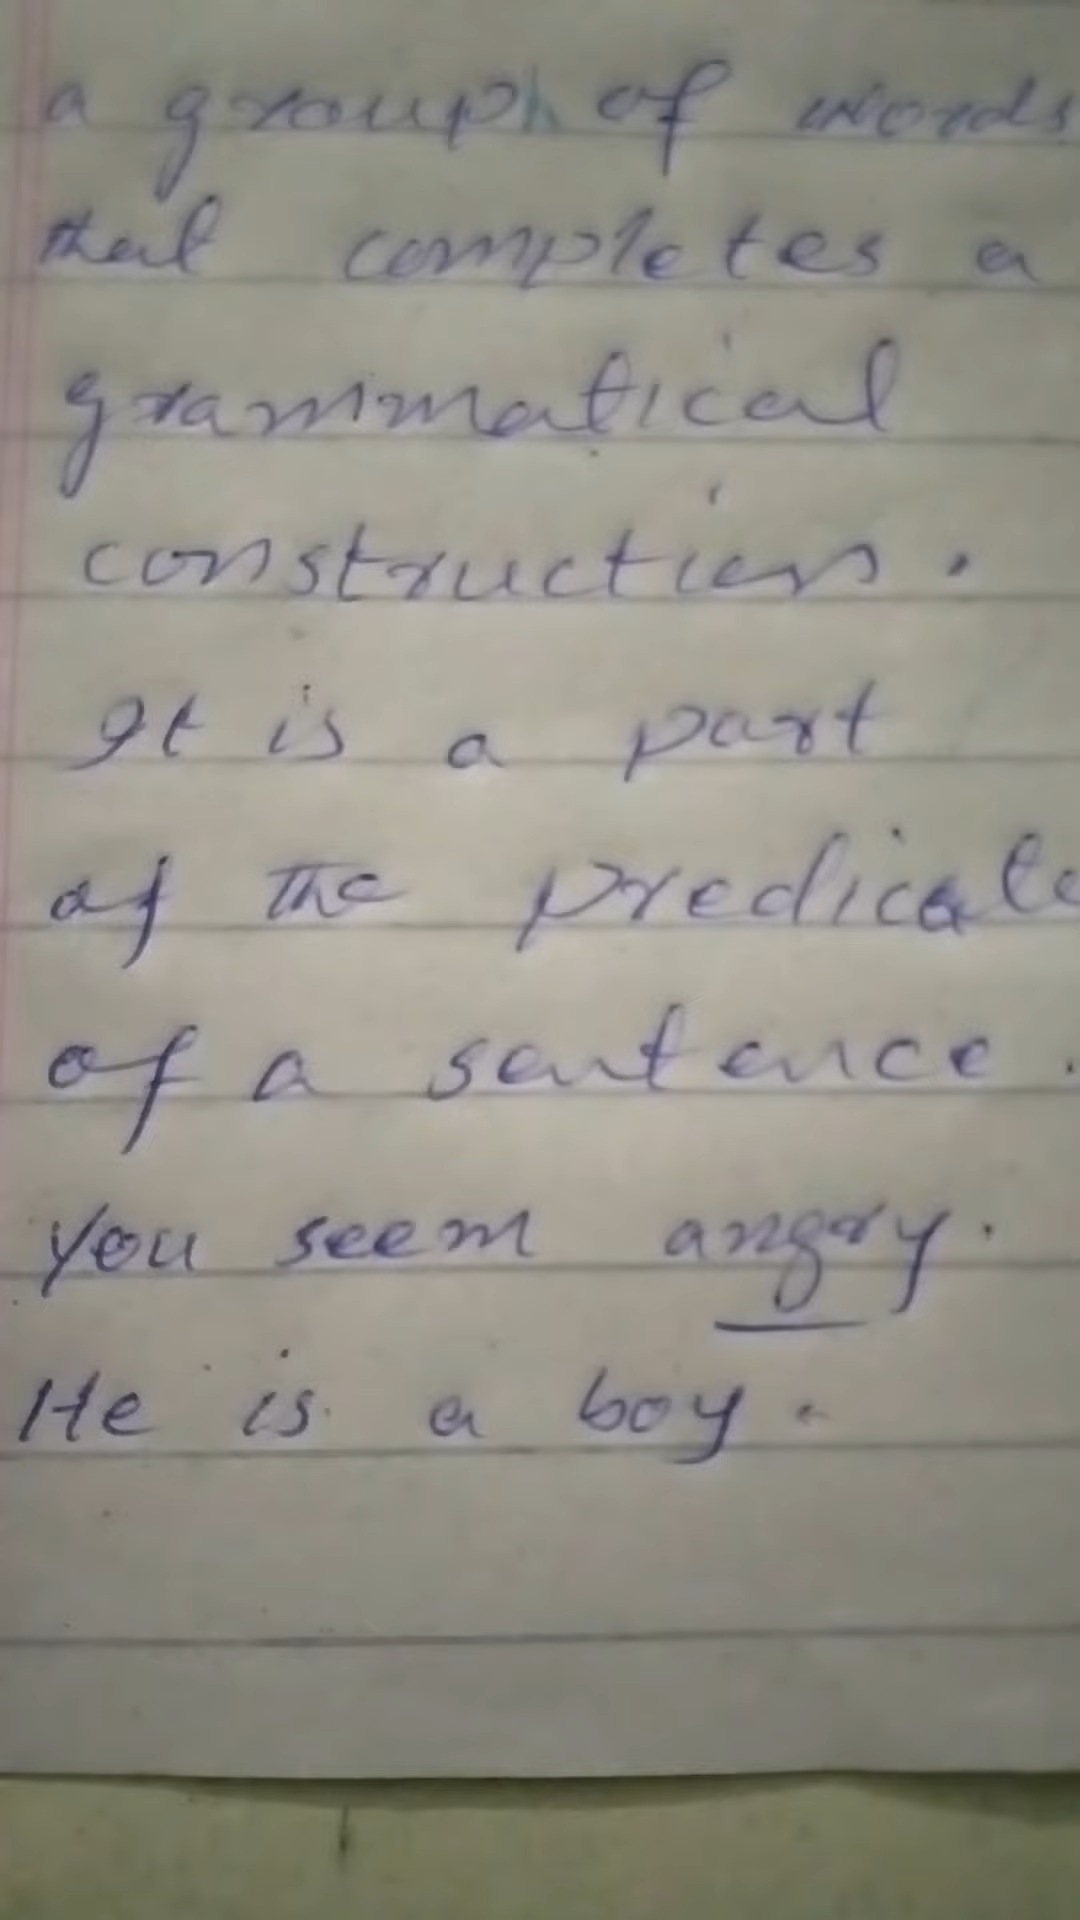 a group of words
that completes a
grammatical
construction.
It is a part
of the predicate
of a sentence.
you seem angry.
He is a boy.